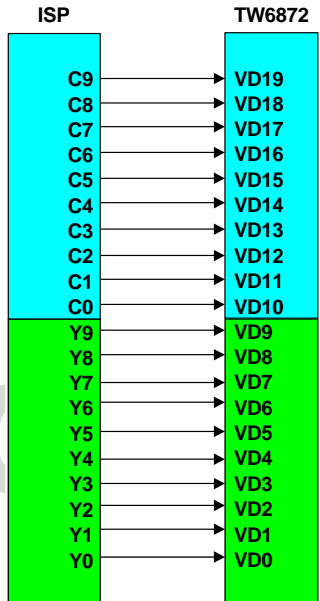 ISP TW6872
C9 VD19
C8 VD18
C7 VD17
C6 VD16
C5 VD15
C4 VD14
C3 VD13
C2 VD12
C1 VD11
C0 VD10
Y9 VD9
Y8 VD8
Y7 VD7
Y6 VD6
Y5 VD5
Y4 VD4
Y3 VD3
Y2 VD2
Y1 VD1
Y0 VD0